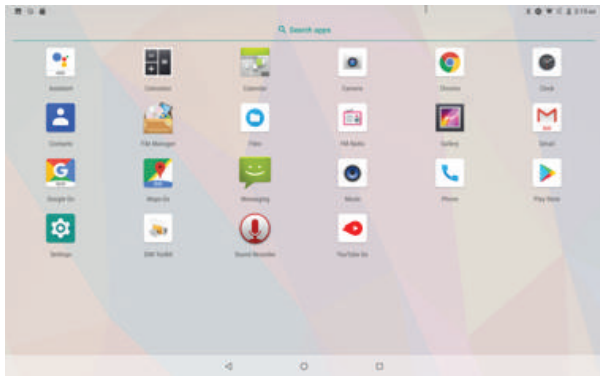 Search apps
Assistant Calculator Calendar Camera Chrome Clock
Contacts File Manager Files FM Radio Gallery Gmail
Google Go Maps Go Messaging Music Phone Play Store
Settings SIM Toolkit Sound Recorder YouTube Go